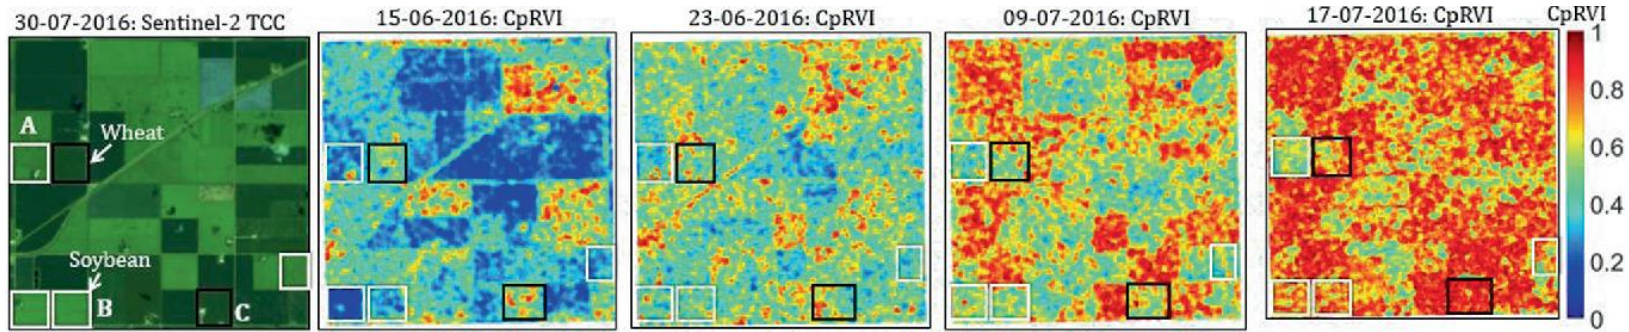 30-07-2016: Sentinel-2 TCC
15-06-2016: CpRVI
23-06-2016: CpRVI
09-07-2016: CpRVI
17-07-2016: CpRVI
CpRVI
A
Wheat
Soybean
B
C
1
0.8
0.6
0.4
0.2
0